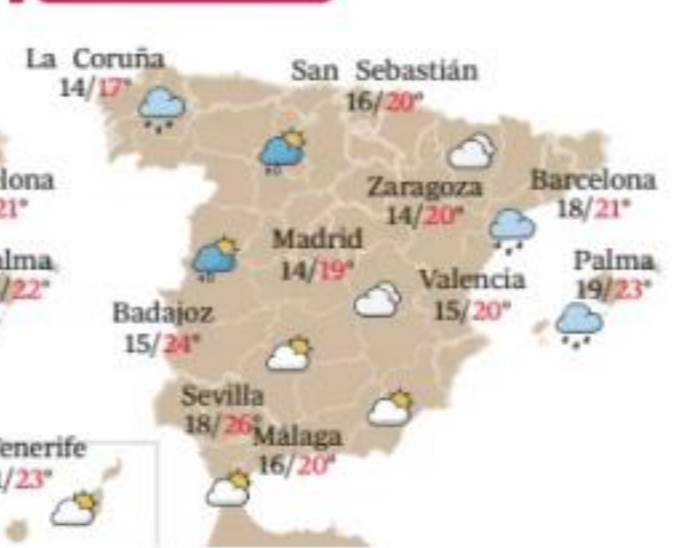 La Coruña
14/17°
San Sebastián
16/20°
Zaragoza
14/20°
Barcelona
18/21°
lona
21°
Madrid
14/19°
Valencia
15/20°
Palma
19/23°
alma
/22°
Badajoz
15/24°
Sevilla
18/26°
Málaga
16/20°
enerife
/23°